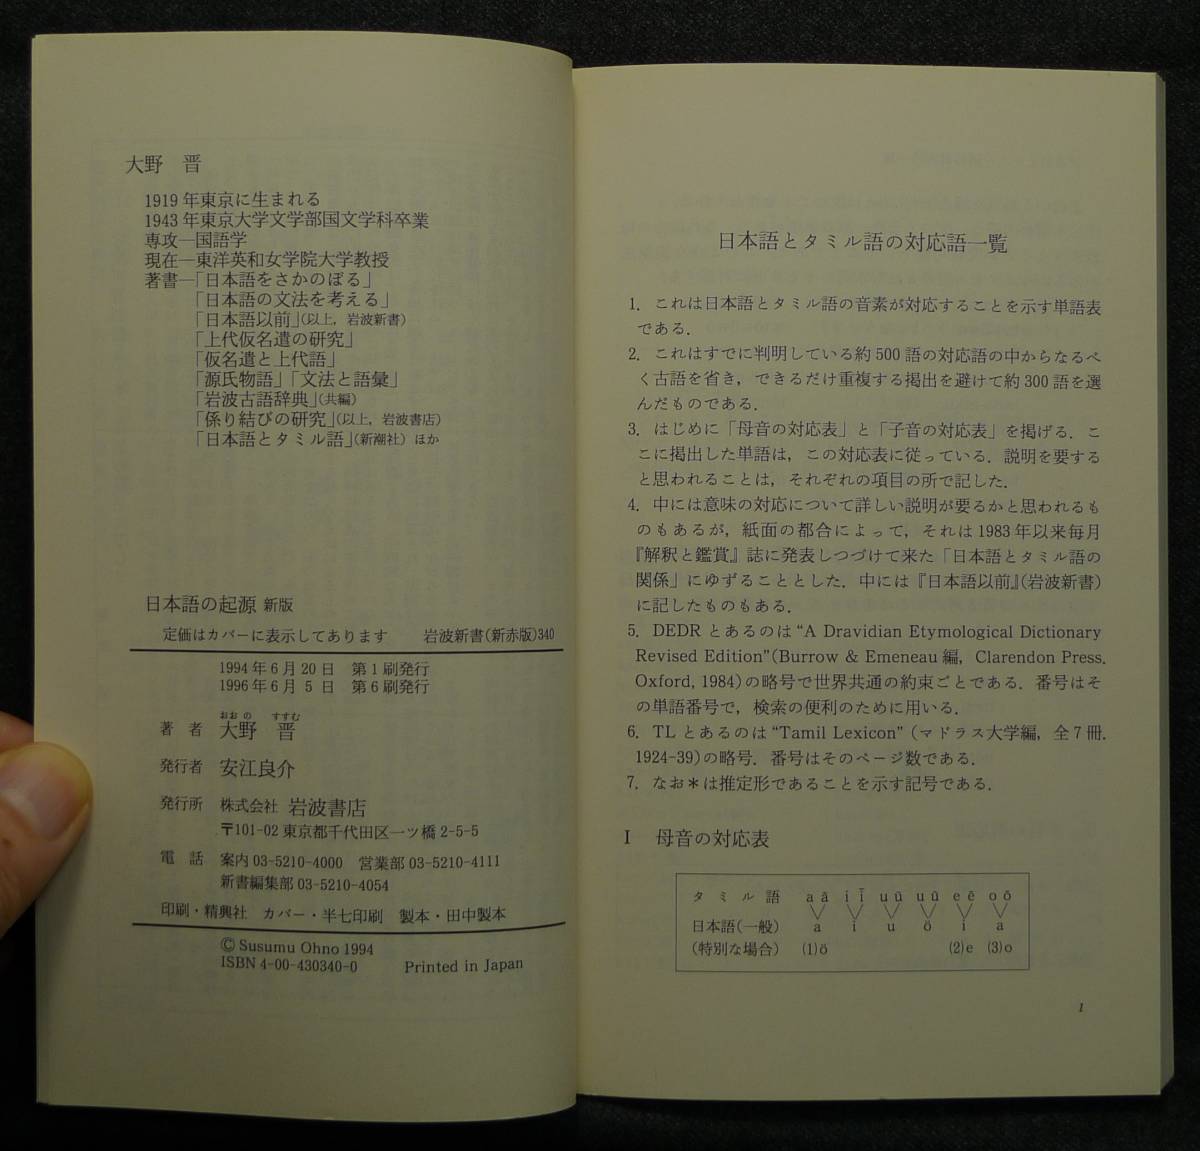 大野 晋
1919年東京に生まれる
1943年東京大学文学部国文学科卒業
専攻―国語学
現在―東洋英和女学院大学教授
著書―「日本語をさかのぼる」
「日本語の文法を考える」
「日本語以前」(以上，岩波新書)
「上代仮名遣の研究」
「仮名遣と上代語」
「源氏物語」「文法と語彙」
「岩波古語辞典」(共編)
「係り結びの研究」(以上，岩波書店)
「日本語とタミル語」(新潮社) ほか
日本語の起源 新版
定価はカバーに表示してあります 岩波新書(新赤版)340
1994年6月20日 第1刷発行
1996年6月5日 第6刷発行
おおの すすむ
著者 大野 晋
発行者 安江良介
発行所 株式会社 岩波書店
〒101-02 東京都千代田区一ツ橋2-5-5
電話 案内 03-5210-4000 営業部 03-5210-4111
新書編集部 03-5210-4054
印刷・精興社 カバー・半七印刷 製本・田中製本
© Susumu Ohno 1994
ISBN 4-00-430340-0 Printed in Japan
日本語とタミル語の対応語一覧
1. これは日本語とタミル語の音素が対応することを示す単語表
である．
2. これはすでに判明している約500語の対応語の中からなるべ
く古語を省き，できるだけ重複する掲出を避けて約300語を選
んだものである．
3. はじめに「母音の対応表」と「子音の対応表」を掲げる．こ
こに掲出した単語は，この対応表に従っている．説明を要する
と思われることは，それぞれの項目の所で記した．
4. 中には意味の対応について詳しい説明が要るかと思われるも
のもあるが，紙面の都合によって，それは1983年以来毎月
『解釈と鑑賞』誌に発表しつづけて来た「日本語とタミル語の
関係」にゆずることとした．中には『日本語以前』(岩波新書)
に記したものもある．
5. DEDRとあるのは“A Dravidian Etymological Dictionary
Revised Edition”(Burrow & Emeneau編，Clarendon Press.
Oxford, 1984)の略号で世界共通の約束ごとである．番号はそ
の単語番号で，検索の便利のために用いる．
6. TLとあるのは“Tamil Lexicon” (マドラス大学編，全7冊．
1924-39)の略号．番号はそのページ数である．
7. なお＊は推定形であることを示す記号である．
I 母音の対応表
タミル語 a ā i ī u ū u ū e ē o ō
日本語(一般) a i u ö i a
(特別な場合) (1)ö (2)e (3)o
1